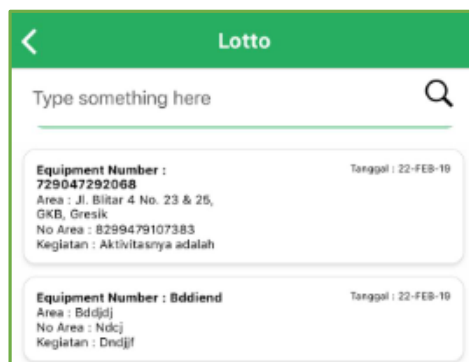 Lotto
Type something here
Equipment Number :
729047292068
Tanggal : 22-FEB-19
Area : Jl. Blitar 4 No. 23 & 25,
GKB, Gresik
No Area : 8299479107383
Kegiatan : Aktivitasnya adalah
Equipment Number : Bddiend
Tanggal : 22-FEB-19
Area : Bddjdj
No Area : Ndcj
Kegiatan : Dndjjf